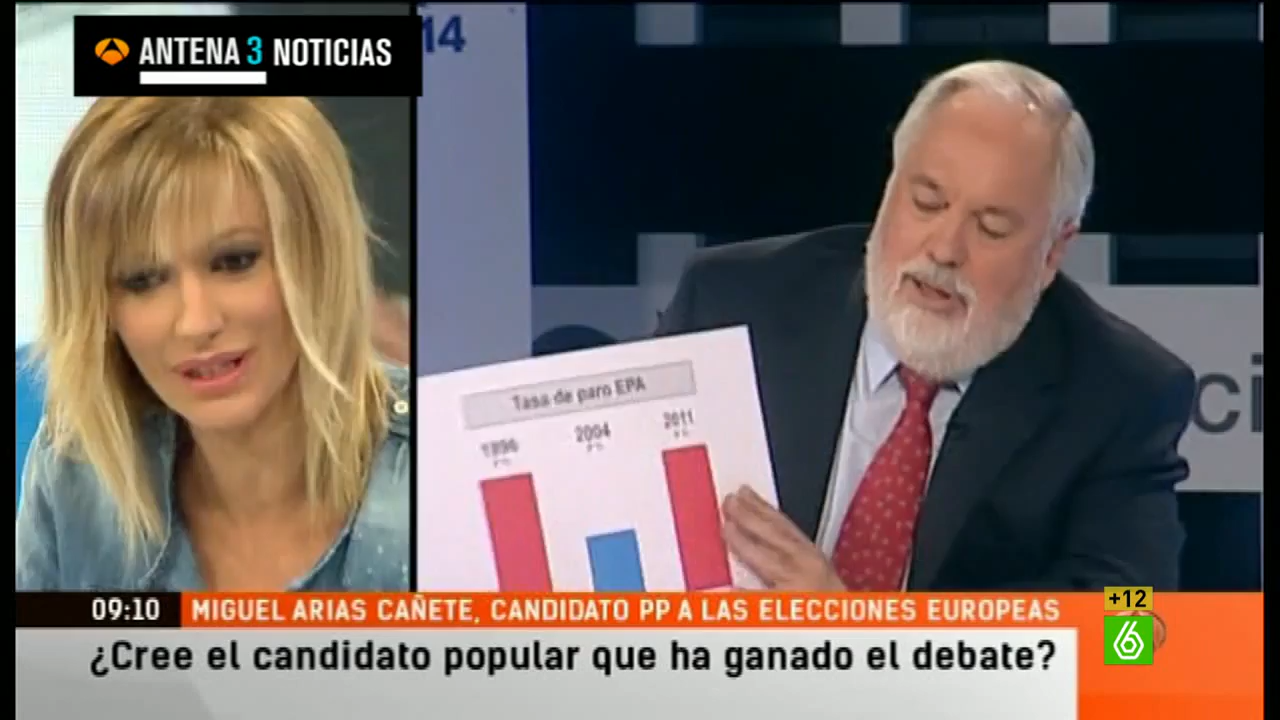 ANTENA 3 NOTICIAS
14
Tasa de paro EPA
1996
2004
2011
ci
09:10
MIGUEL ARIAS CAÑETE, CANDIDATO PP A LAS ELECCIONES EUROPEAS
+12
6
¿Cree el candidato popular que ha ganado el debate?